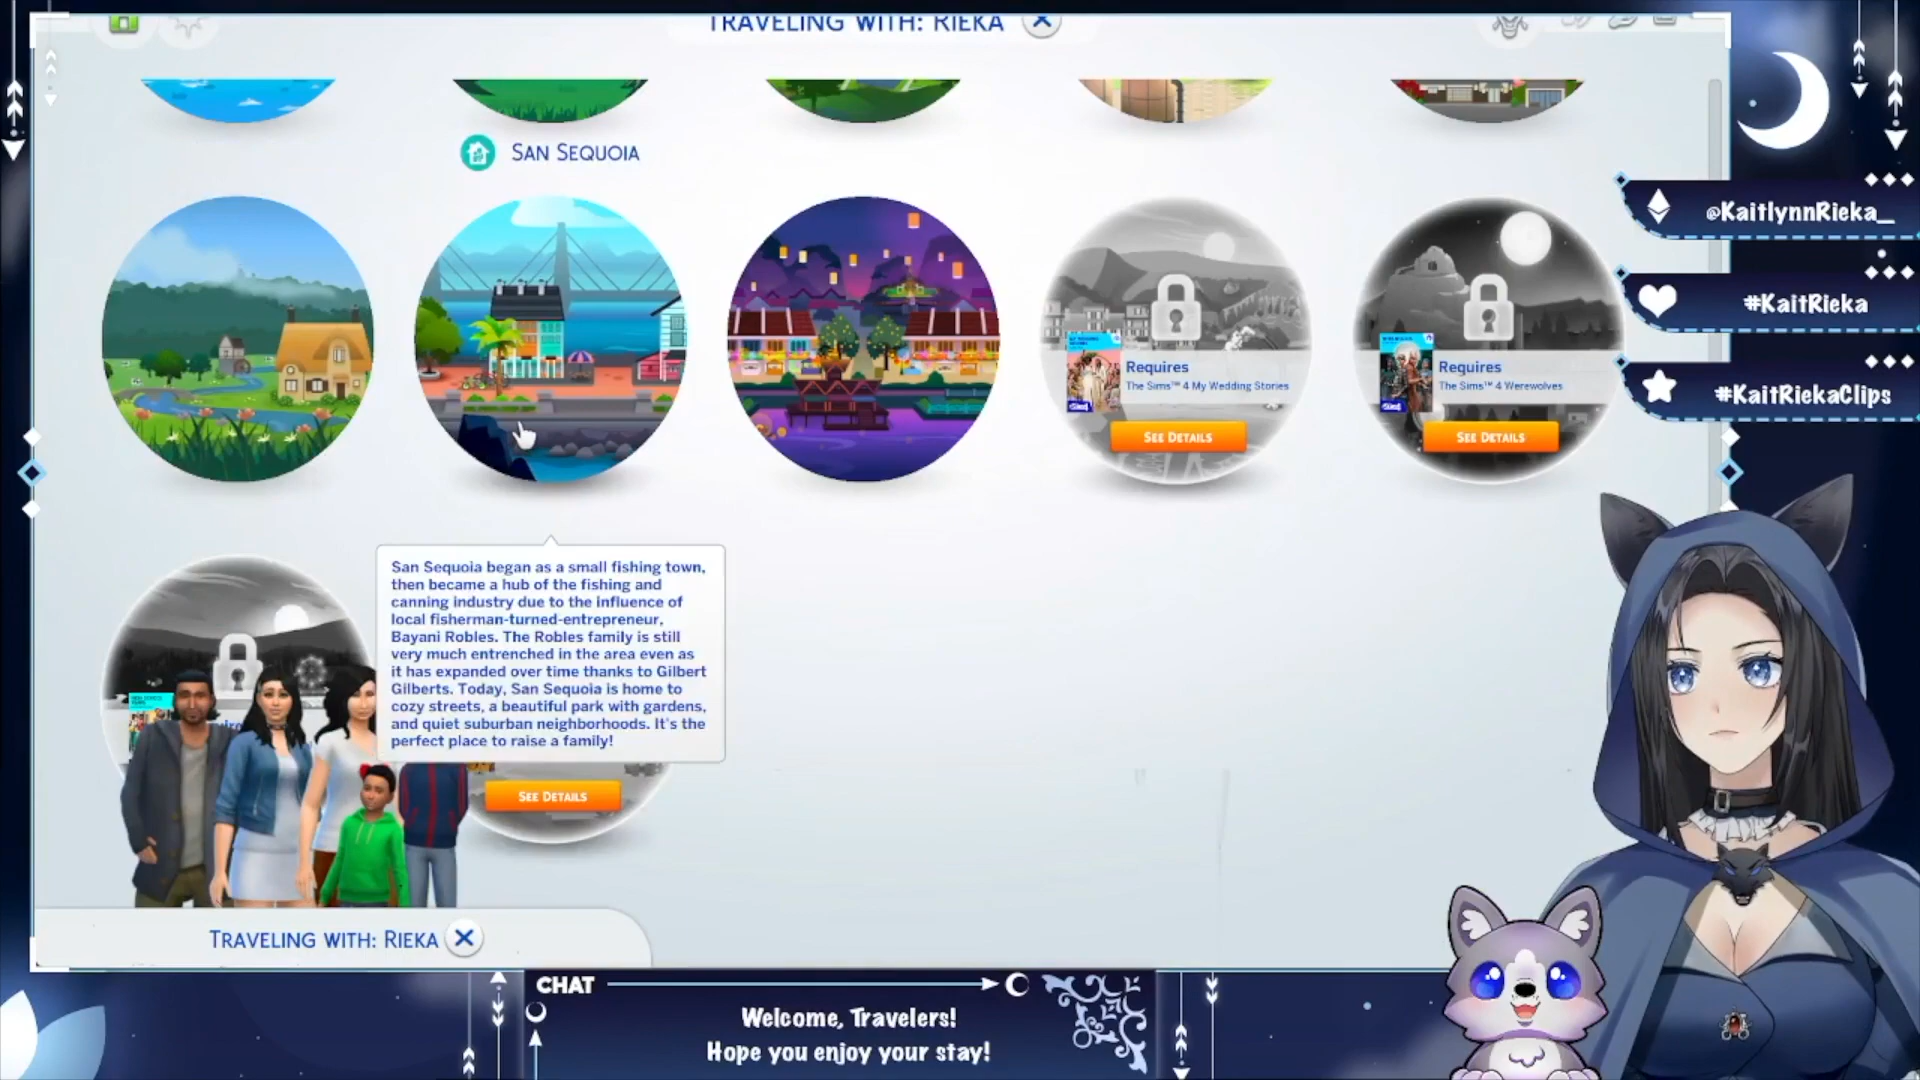 TRAVELING WITH: RIEKA
SAN SEQUOIA
@KaitlynnRieka_
#KaitRieka
#KaitRiekaClips
Requires
The Sims™ 4 My Wedding Stories
SEE DETAILS
Requires
The Sims™ 4 Werewolves
SEE DETAILS
San Sequoia began as a small fishing town,
then became a hub of the fishing and
canning industry due to the influence of
local fisherman-turned-entrepreneur,
Bayani Robles. The Robles family is still
very much entrenched in the area even as
it has expanded over time thanks to Gilbert
Gilberts. Today, San Sequoia is home to
cozy streets, a beautiful park with gardens,
and quiet suburban neighborhoods. It's the
perfect place to raise a family!
SEE DETAILS
TRAVELING WITH: RIEKA
CHAT
Welcome, Travelers!
Hope you enjoy your stay!